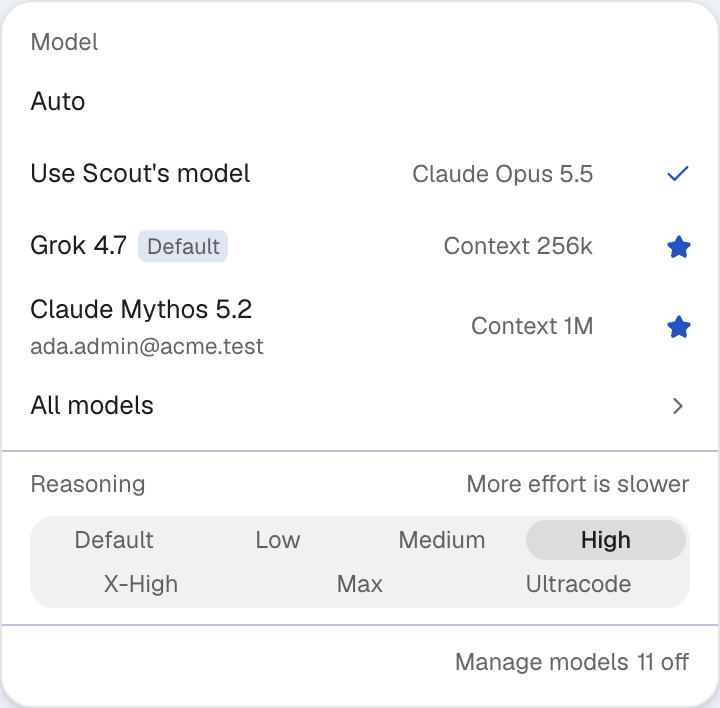 Model
Auto
Use Scout's model Claude Opus 5.5
Grok 4.7 Default Context 256k
Claude Mythos 5.2
ada.admin@acme.test Context 1M
All models
Reasoning More effort is slower
Default Low Medium High
X-High Max Ultracode
Manage models 11 off